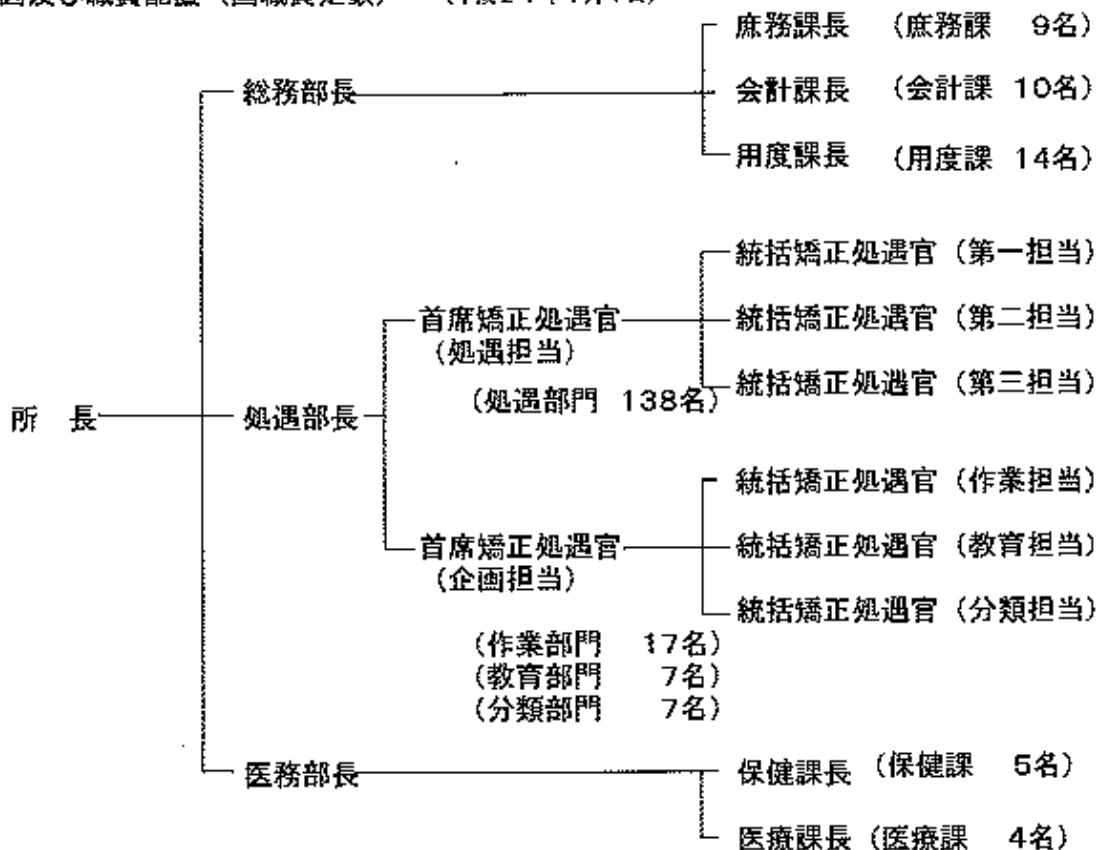 庶務課長 (庶務課 9名)
総務部長 会計課長 (会計課 10名)
用度課長 (用度課 14名)
統括矯正処遇官 (第一担当)
首席矯正処遇官 統括矯正処遇官 (第二担当)
(処遇担当)
統括矯正処遇官 (第三担当)
(処遇部門 138名)
所 長 処遇部長
統括矯正処遇官 (作業担当)
首席矯正処遇官 統括矯正処遇官 (教育担当)
(企画担当)
統括矯正処遇官 (分類担当)
(作業部門 17名)
(教育部門 7名)
(分類部門 7名)
医務部長 保健課長 (保健課 5名)
医療課長 (医療課 4名)